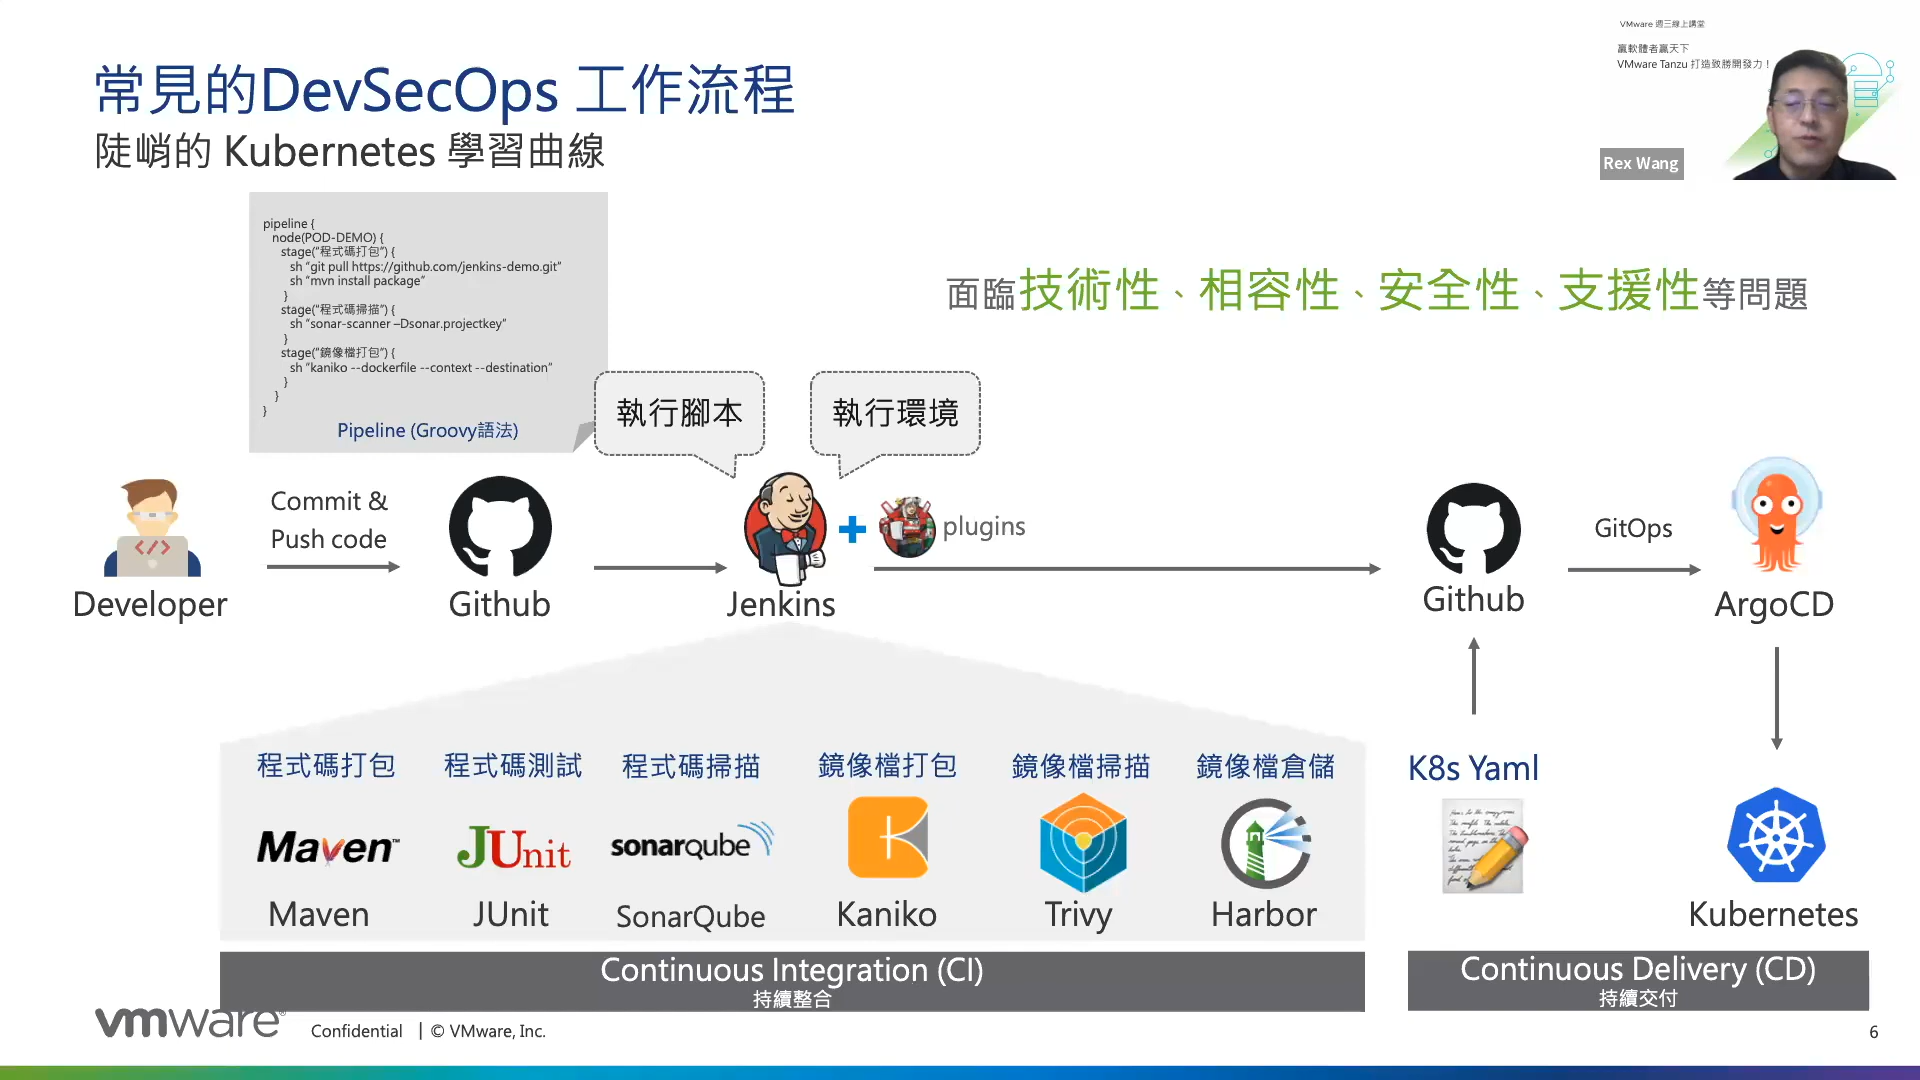 VMware 週三線上講堂
贏軟體者贏天下
VMware Tanzu 打造致勝開發力！
Rex Wang
常見的DevSecOps 工作流程
陡峭的 Kubernetes 學習曲線
pipeline {
node(POD-DEMO) {
stage(“程式碼打包”) {
sh “git pull https://github.com/jenkins-demo.git”
sh “mvn install package”
}
stage(“程式碼掃描”) {
sh “sonar-scanner –Dsonar.projectkey”
}
stage(“鏡像檔打包”) {
sh “kaniko --dockerfile --context --destination”
}
}
}
Pipeline (Groovy語法)
面臨技術性、相容性、安全性、支援性等問題
執行腳本
執行環境
Commit &
Push code
plugins
GitOps
Developer
Github
Jenkins
Github
ArgoCD
程式碼打包
程式碼測試
程式碼掃描
鏡像檔打包
鏡像檔掃描
鏡像檔倉儲
K8s Yaml
Maven™
JUnit
sonarqube
Maven
JUnit
SonarQube
Kaniko
Trivy
Harbor
Kubernetes
Continuous Integration (CI)
持續整合
Continuous Delivery (CD)
持續交付
vmware®
Confidential | © VMware, Inc.
6